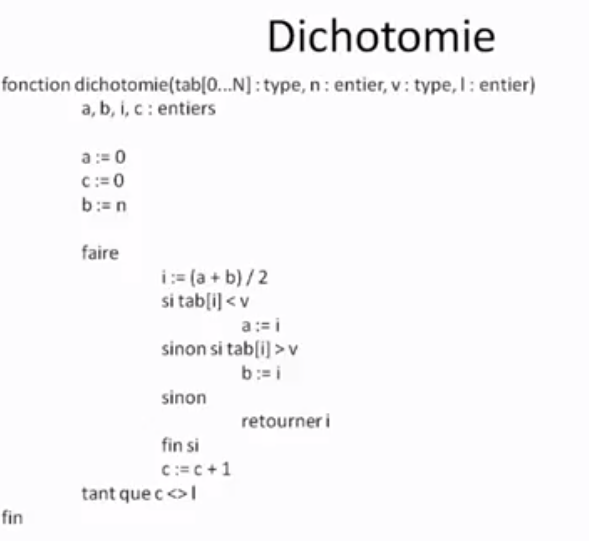 Dichotomie
fonction dichotomie(tab[0...N] : type, n : entier, v : type, l : entier)
a, b, i, c : entiers
a := 0
c := 0
b := n
faire
i := (a + b) / 2
si tab[i] < v
a := i
sinon si tab[i] > v
b := i
sinon
retourner i
fin si
c := c + 1
tant que c <> l
fin